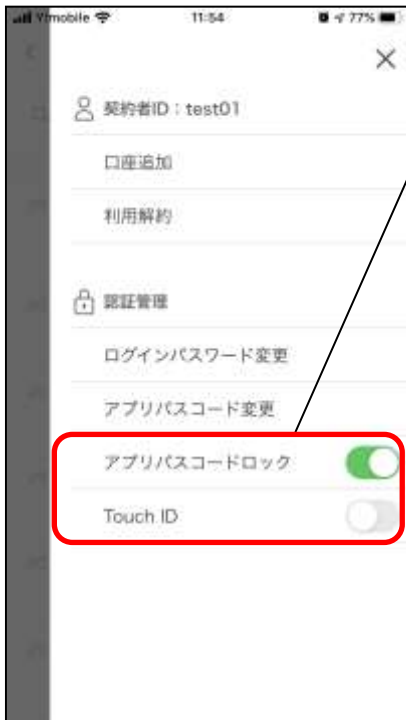 Y!mobile 11:54 77%
契約者ID：test01
口座追加
利用解約
認証管理
ログインパスワード変更
アプリパスコード変更
アプリパスコードロック
Touch ID